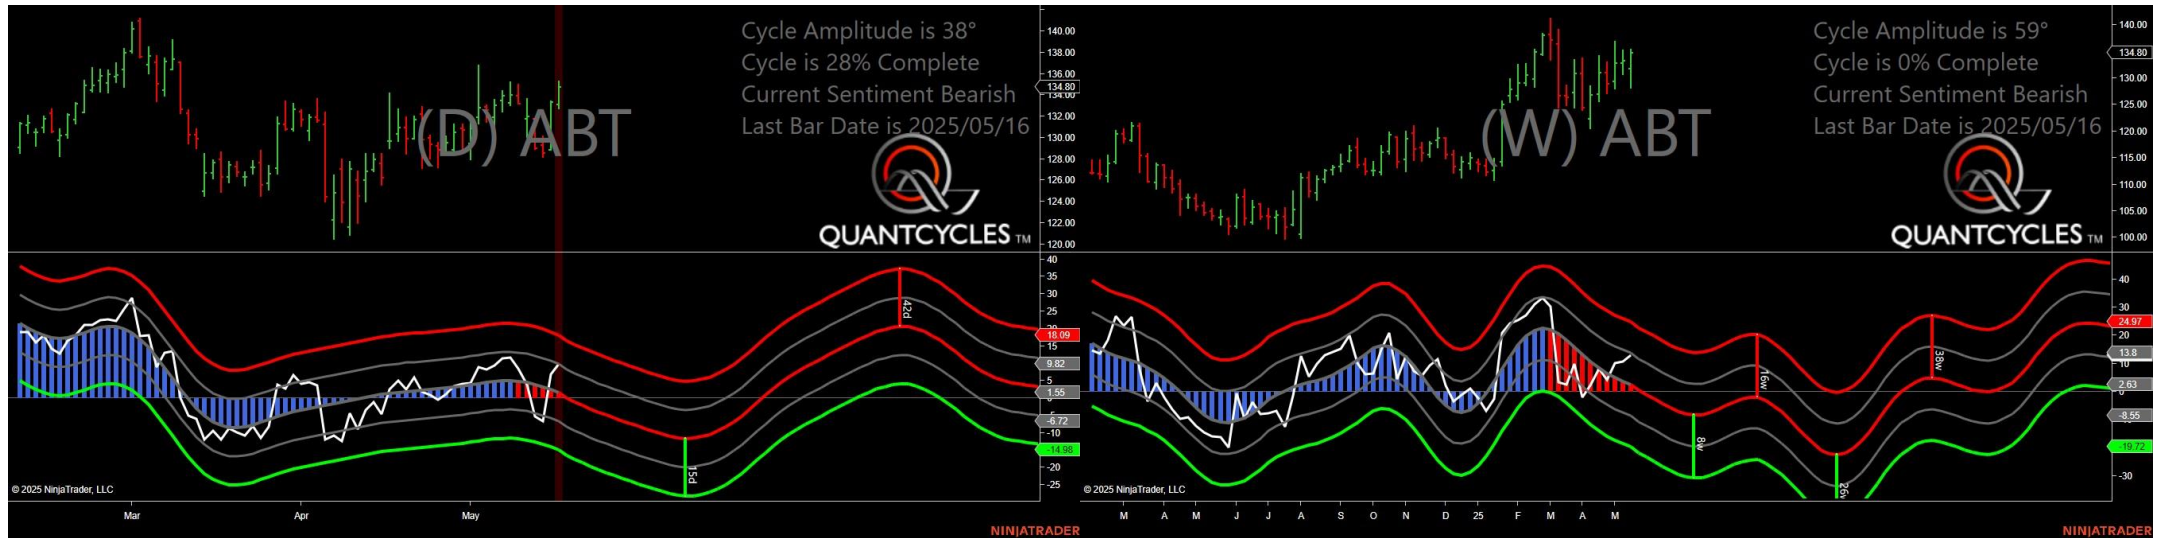 Cycle Amplitude is 38°
Cycle is 28% Complete
Current Sentiment Bearish
Last Bar Date is 2025/05/16
(D) ABT
QUANTCYCLES TM
140.00
138.00
136.00
134.80
134.00
132.00
130.00
128.00
126.00
124.00
122.00
120.00
40
35
30
25
18.09
15
9.82
5
1.55
-6.72
-10
-14.98
-20
-25
42d
15d
© 2025 NinjaTrader, LLC
Mar
Apr
May
NINJATRADER
Cycle Amplitude is 59°
Cycle is 0% Complete
Current Sentiment Bearish
Last Bar Date is 2025/05/16
(W) ABT
QUANTCYCLES TM
140.00
134.80
130.00
125.00
120.00
115.00
110.00
105.00
100.00
40
30
24.97
20
13.8
10
2.63
0
-8.55
-19.72
-30
16w
38w
8w
26w
© 2025 NinjaTrader, LLC
M A M J J A S O N D 25 F M A M
NINJATRADER